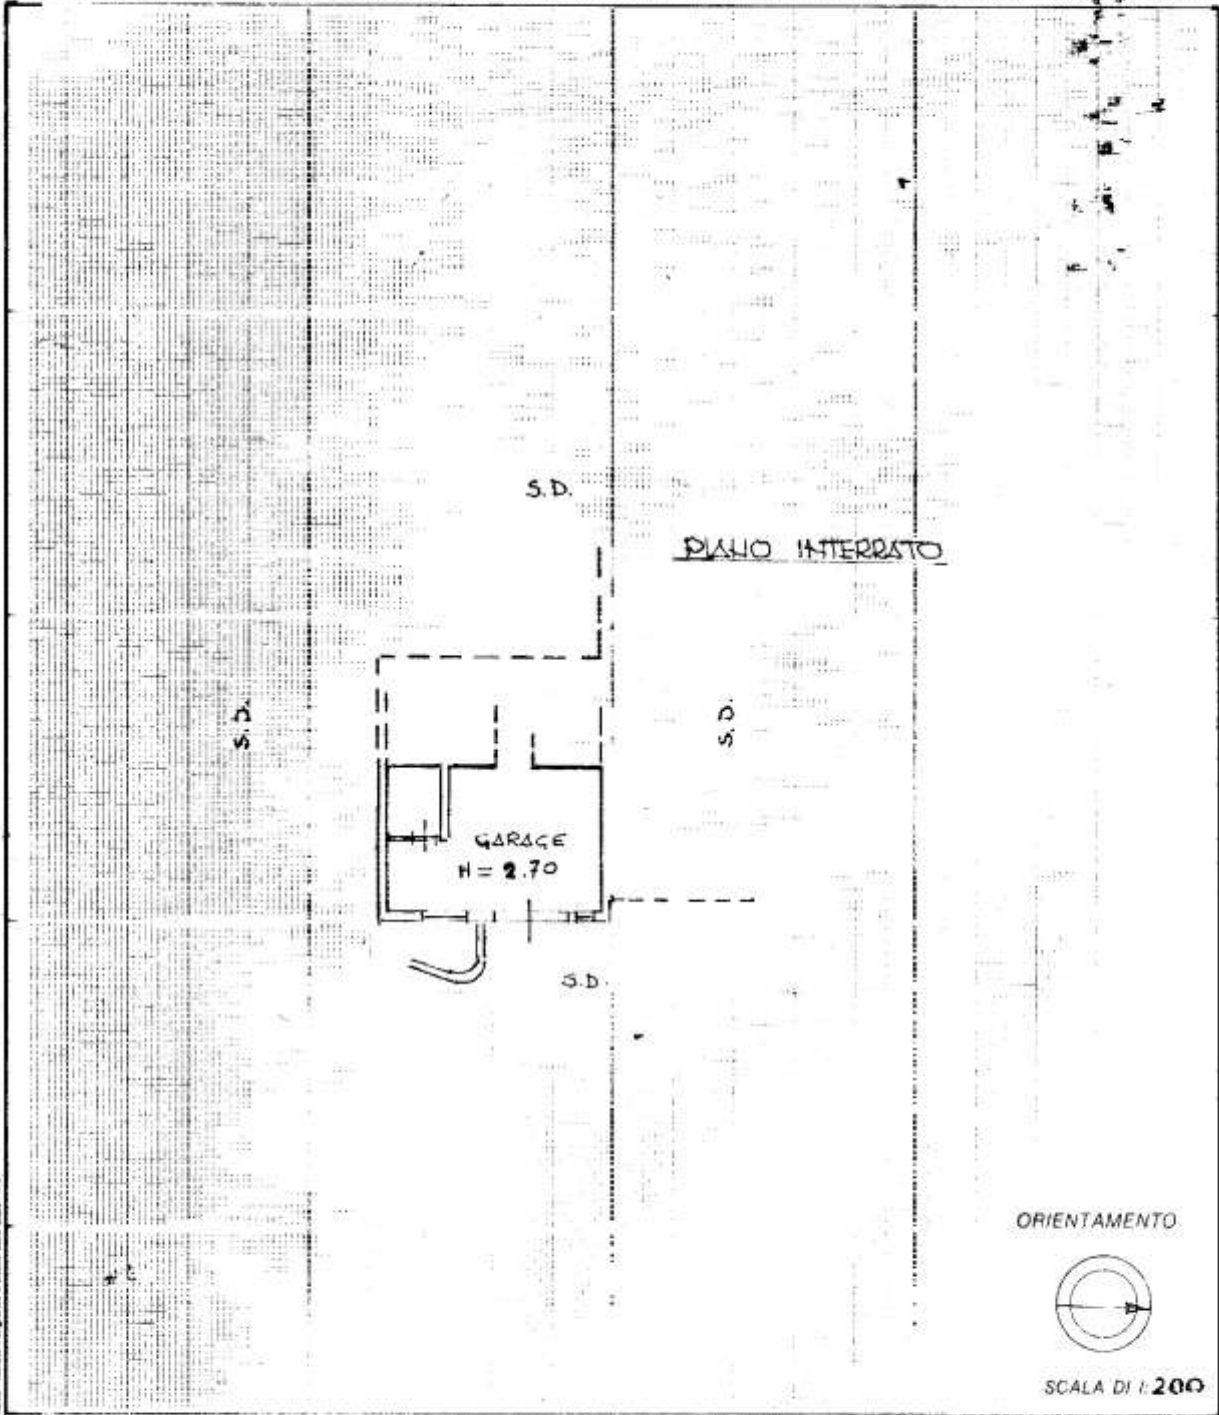 S.D.
PIANO INTERRATO
S.D.
S.D.
GARAGE
H = 2.70
S.D.
ORIENTAMENTO
SCALA DI 1:200